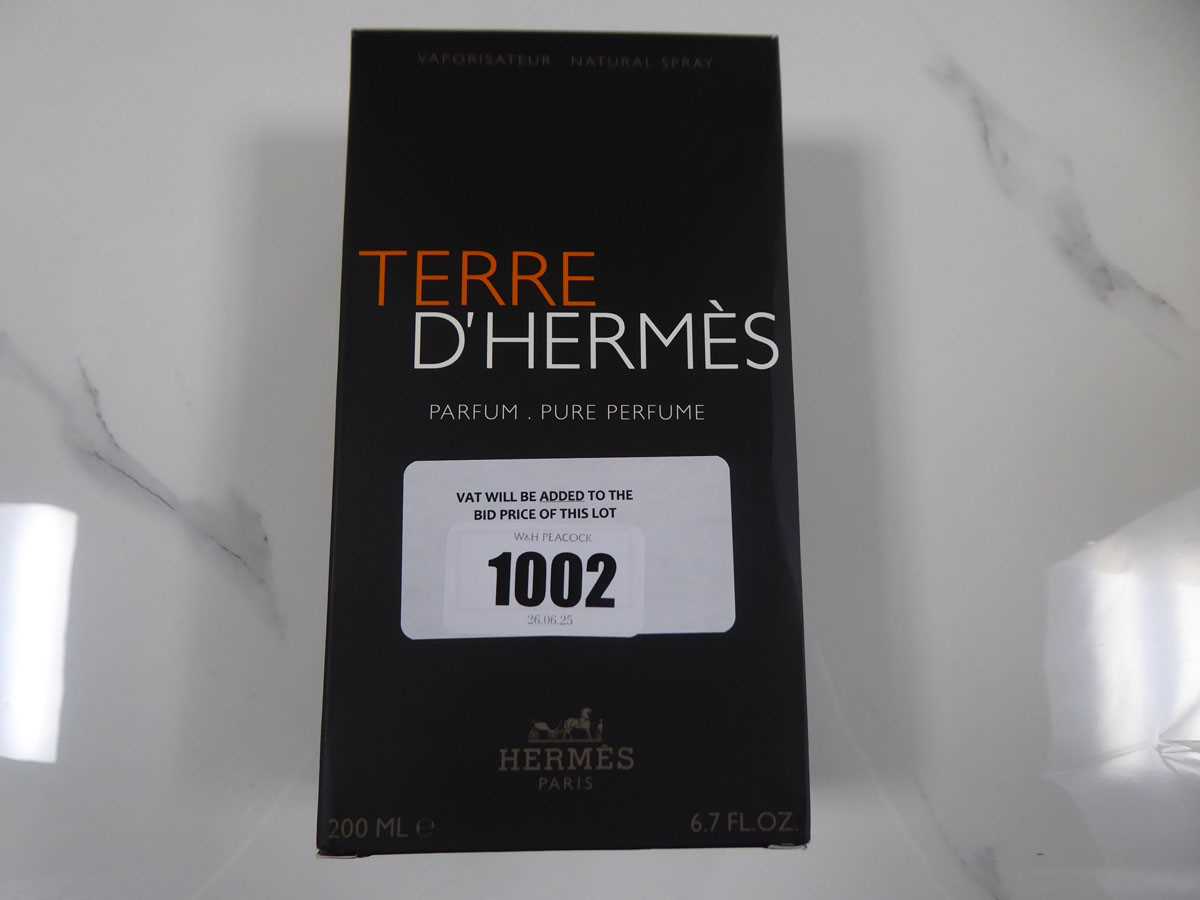 VAPORISATEUR NATURAL SPRAY
TERRE
D'HERMÈS
PARFUM . PURE PERFUME
VAT WILL BE ADDED TO THE
BID PRICE OF THIS LOT
W&H PEACOCK
1002
26.06.25
HERMÈS
PARIS
200 ML ℮ 6.7 FL.OZ.